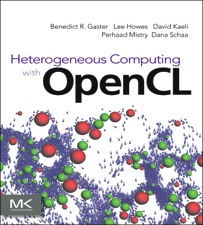 Benedict R. Gaster Lee Howes David Kaeli
Perhaad Mistry Dana Schaa
Heterogeneous Computing
with OpenCL
MK